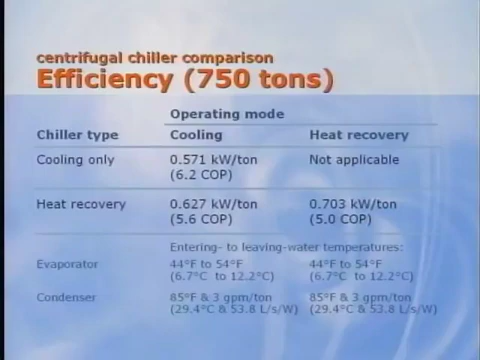 centrifugal chiller comparison
Efficiency (750 tons)
Operating mode
Chiller type Cooling Heat recovery
Cooling only 0.571 kW/ton Not applicable
(6.2 COP)
Heat recovery 0.627 kW/ton 0.703 kW/ton
(5.6 COP) (5.0 COP)
Entering- to leaving-water temperatures:
Evaporator 44°F to 54°F 44°F to 54°F
(6.7°C to 12.2°C) (6.7°C to 12.2°C)
Condenser 85°F & 3 gpm/ton 85°F & 3 gpm/ton
(29.4°C & 53.8 L/s/W) (29.4°C & 53.8 L/s/W)